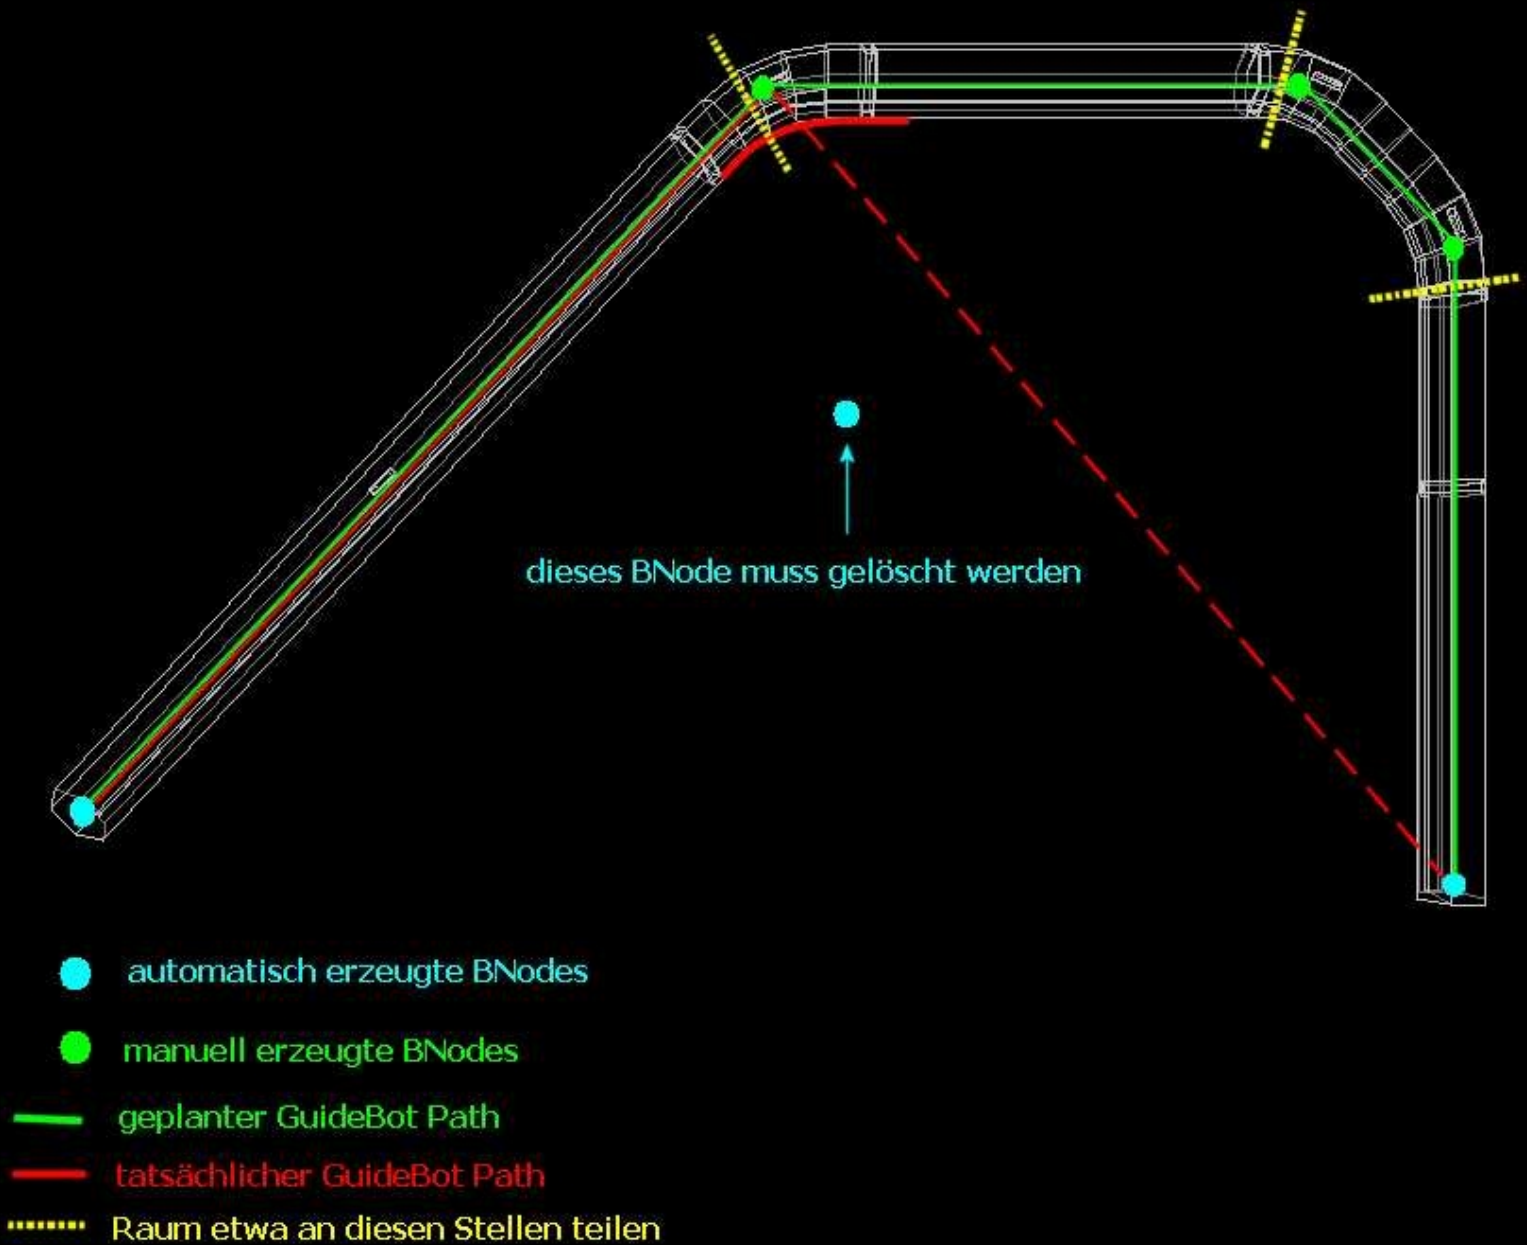 dieses BNode muss gelöscht werden
automatisch erzeugte BNodes
manuell erzeugte BNodes
geplanter GuideBot Path
tatsächlicher GuideBot Path
Raum etwa an diesen Stellen teilen